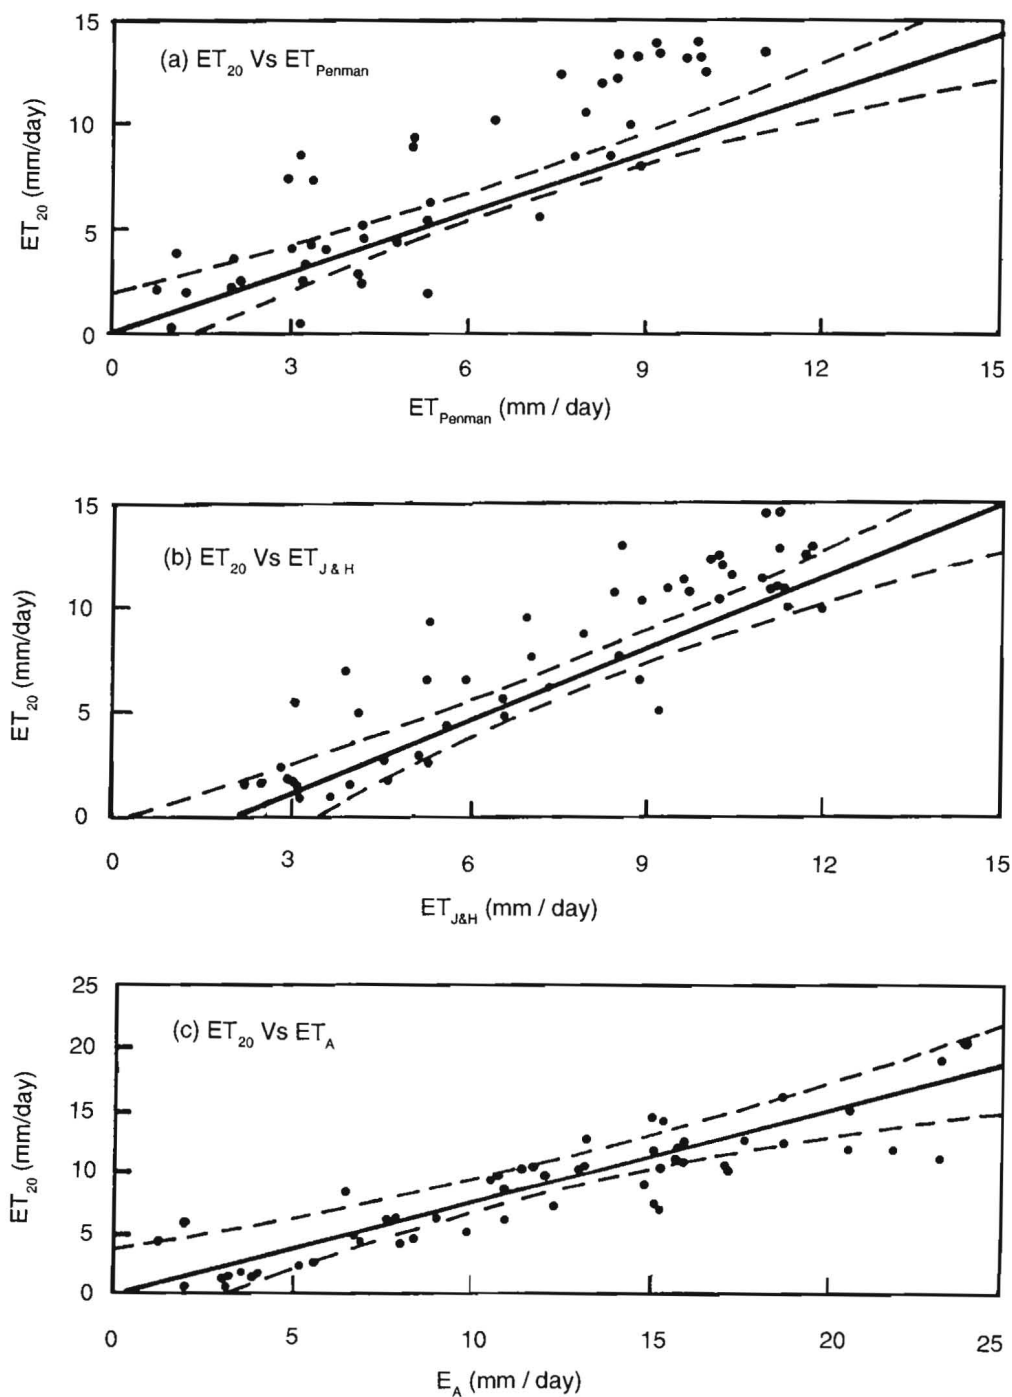 15
(a) ET20 Vs ETPenman
10
ET20 (mm/day)
5
0
0 3 6 9 12 15
ETPenman (mm / day)
15
(b) ET20 Vs ETJ & H
10
ET20 (mm/day)
5
0
0 3 6 9 12 15
ETJ&H (mm / day)
25
(c) ET20 Vs ETA
20
15
ET20 (mm/day)
10
5
0
0 5 10 15 20 25
EA (mm / day)